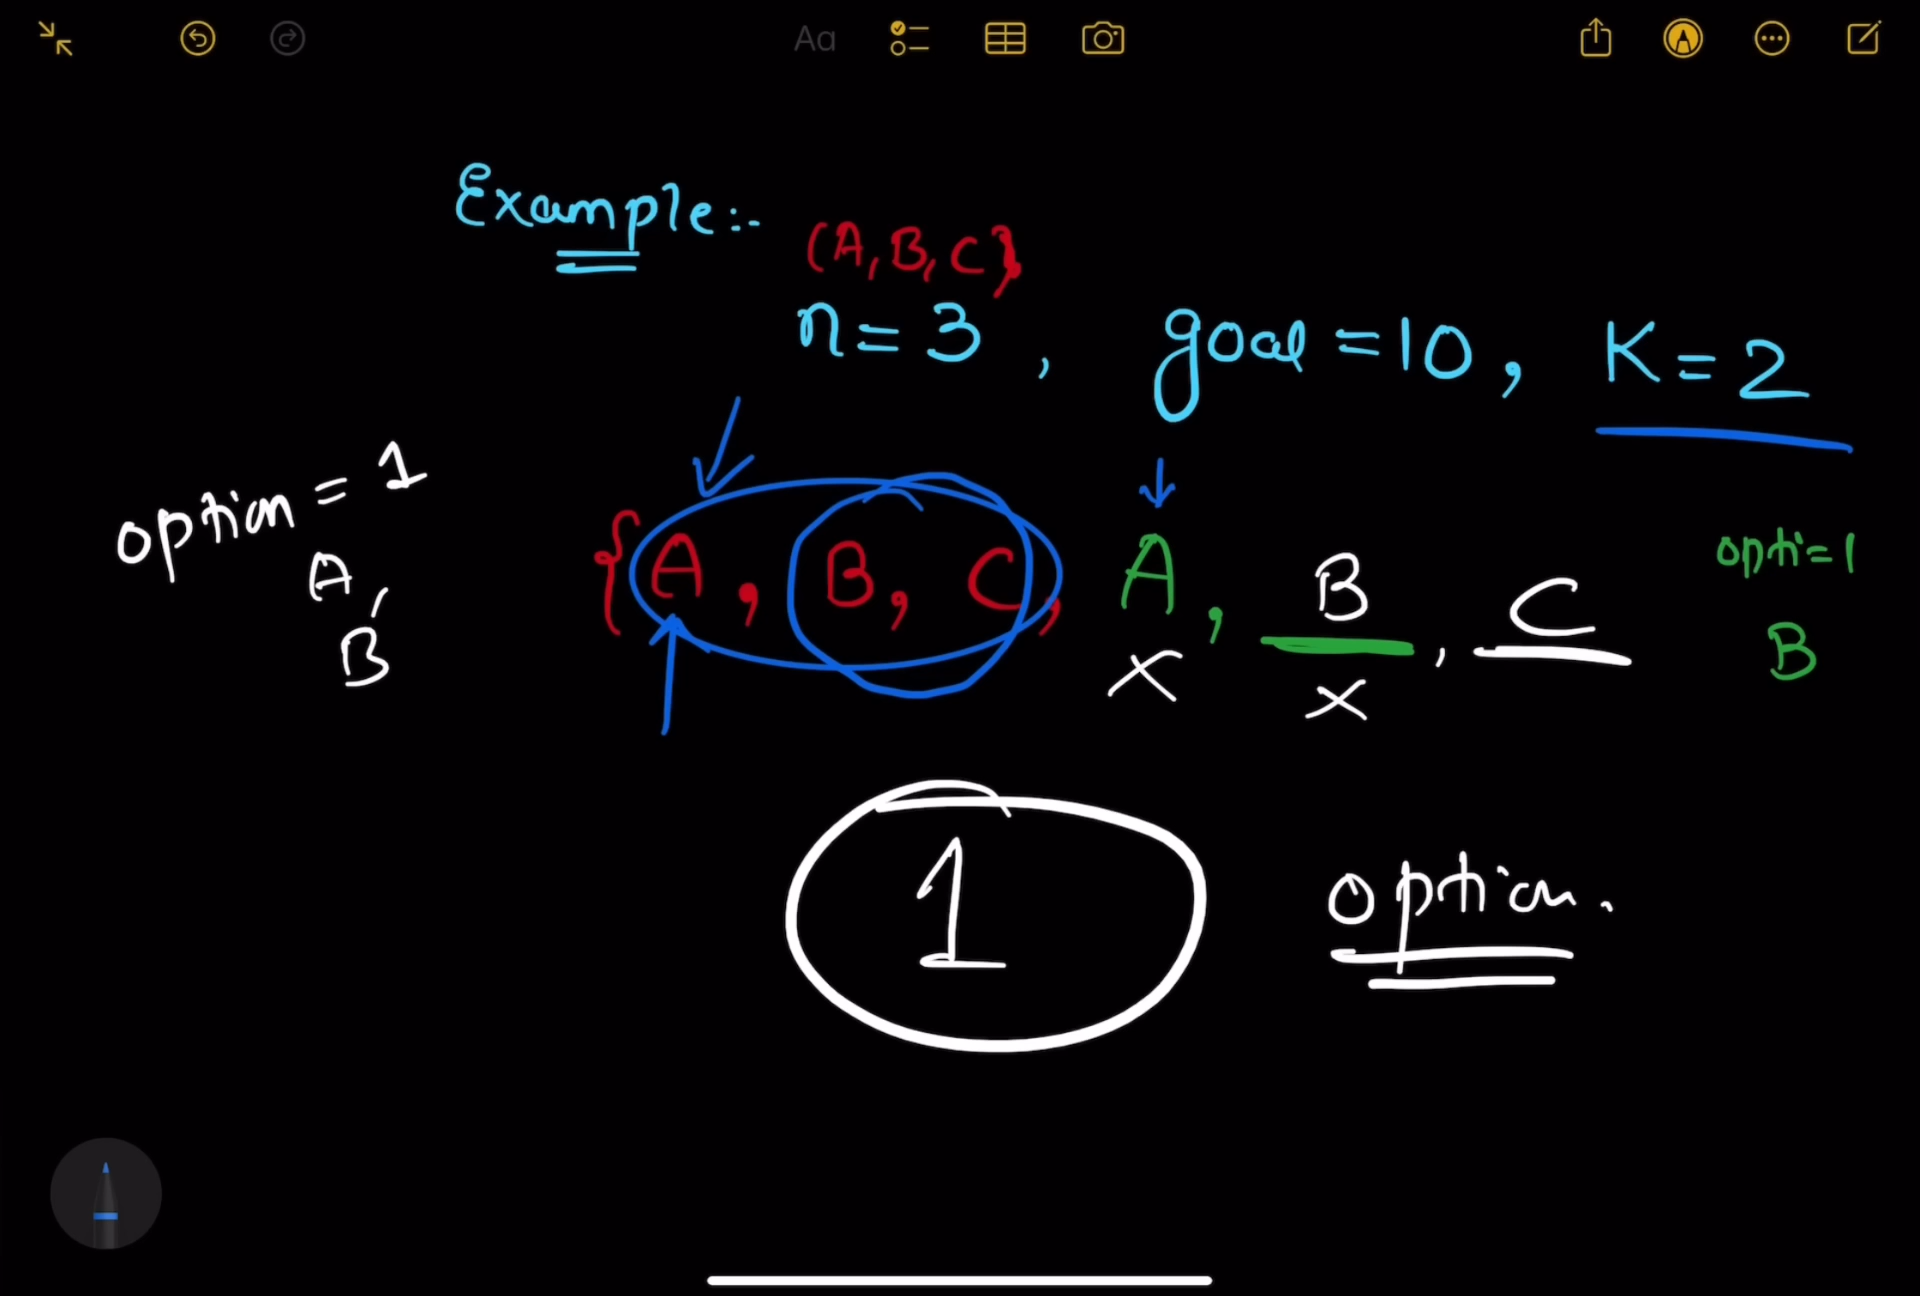 Aa
Example:-
(A, B, C}
n = 3 , goal = 10, K = 2
option = 1
A,
B
{A, B, C, A, B, C
x x
opti = 1
B
1 option.